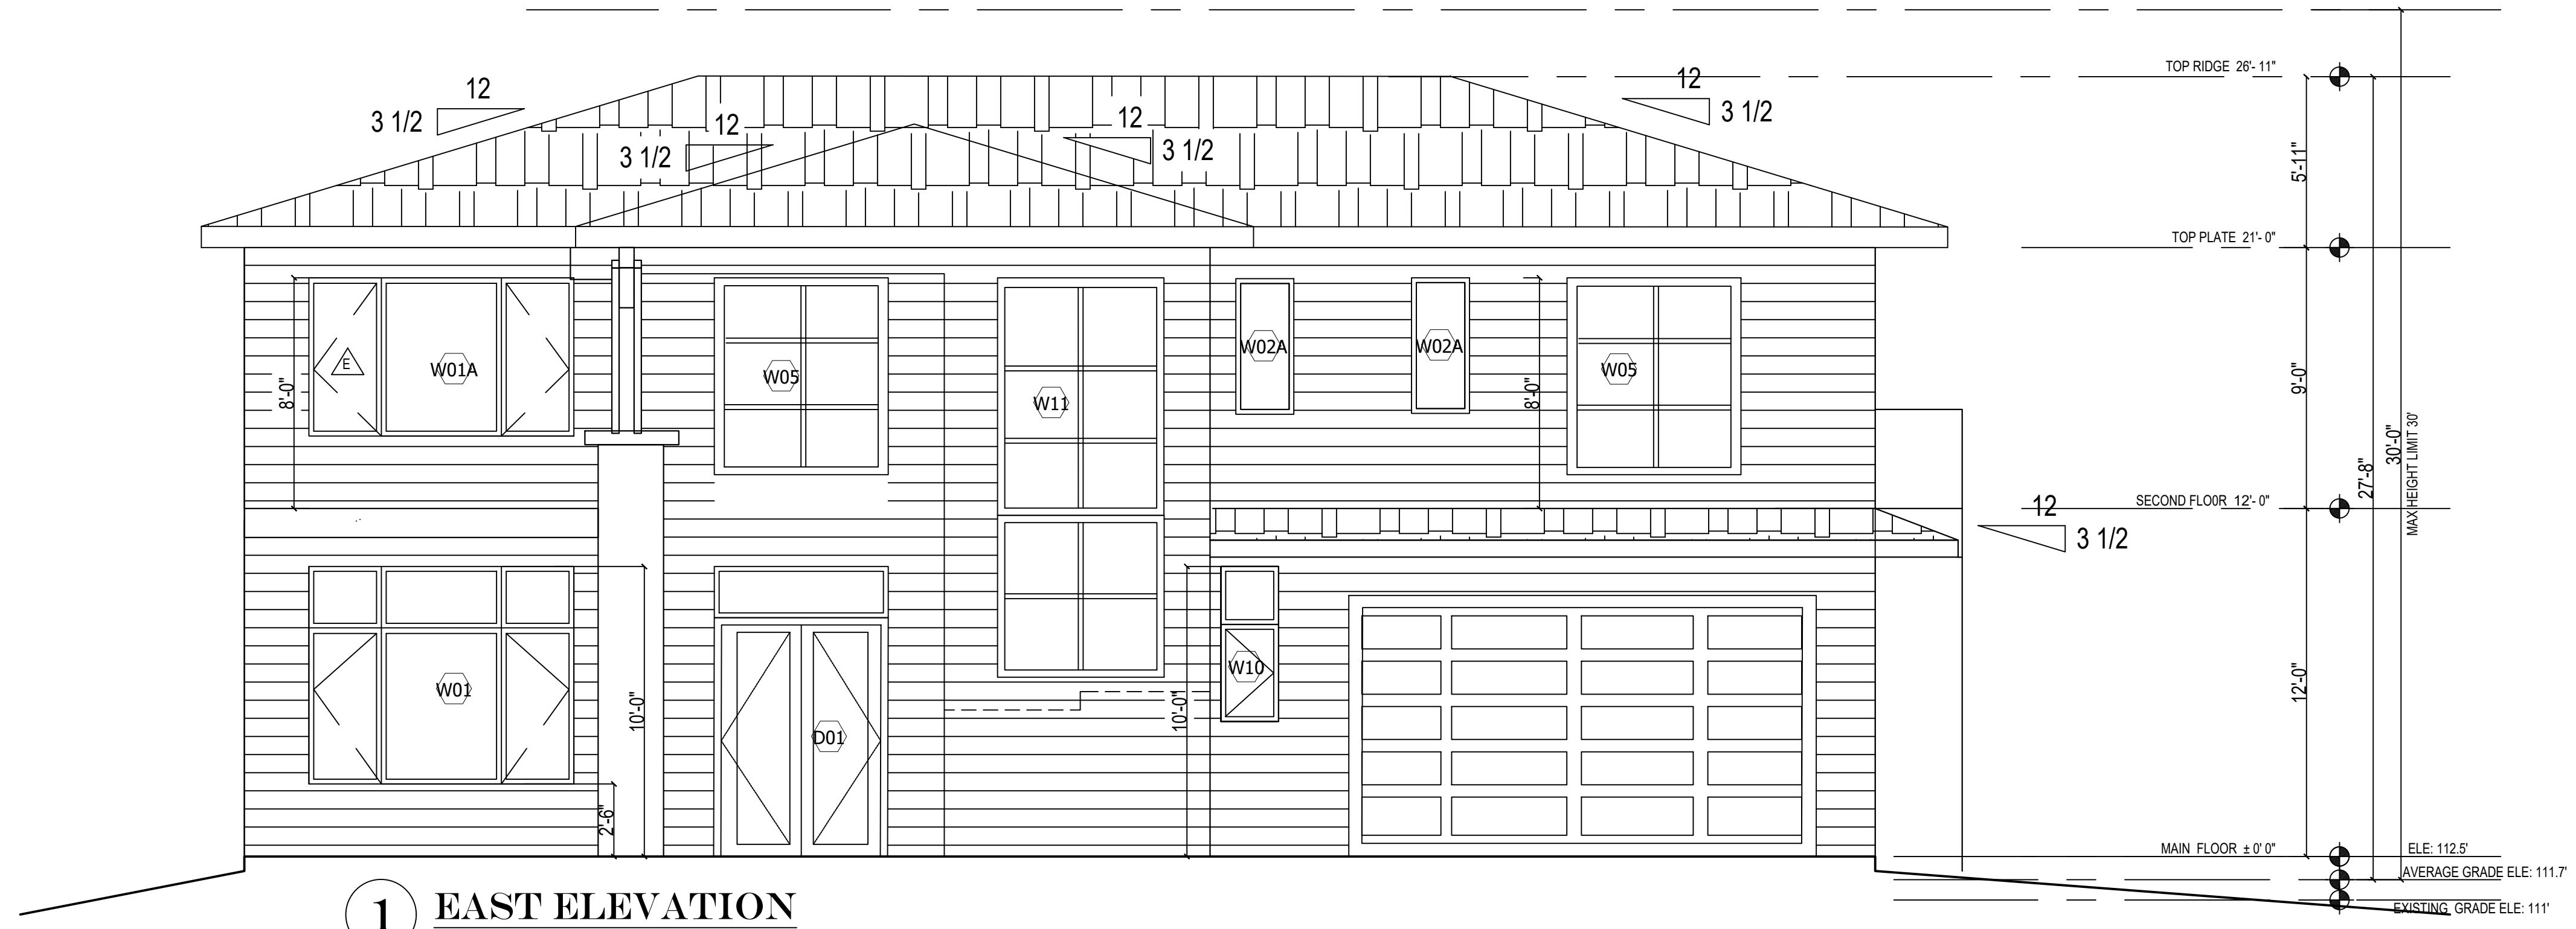 TOP RIDGE 26'- 11"
12
3 1/2
12
3 1/2
12
3 1/2
12
3 1/2
5'-11"
TOP PLATE 21'- 0"
8'-0"
E
W01A
W05
W11
W02A
W02A
8'-0"
W05
9'-0"
27'-8"
30'-0"
MAX HEIGHT LIMIT 30'
SECOND FLOOR 12'- 0"
12
3 1/2
W01
10'-0"
2'-6"
D01
10'-0"
W10
12'-0"
MAIN FLOOR ± 0' 0"
ELE: 112.5'
AVERAGE GRADE ELE: 111.7'
EXISTING GRADE ELE: 111'
1
EAST ELEVATION